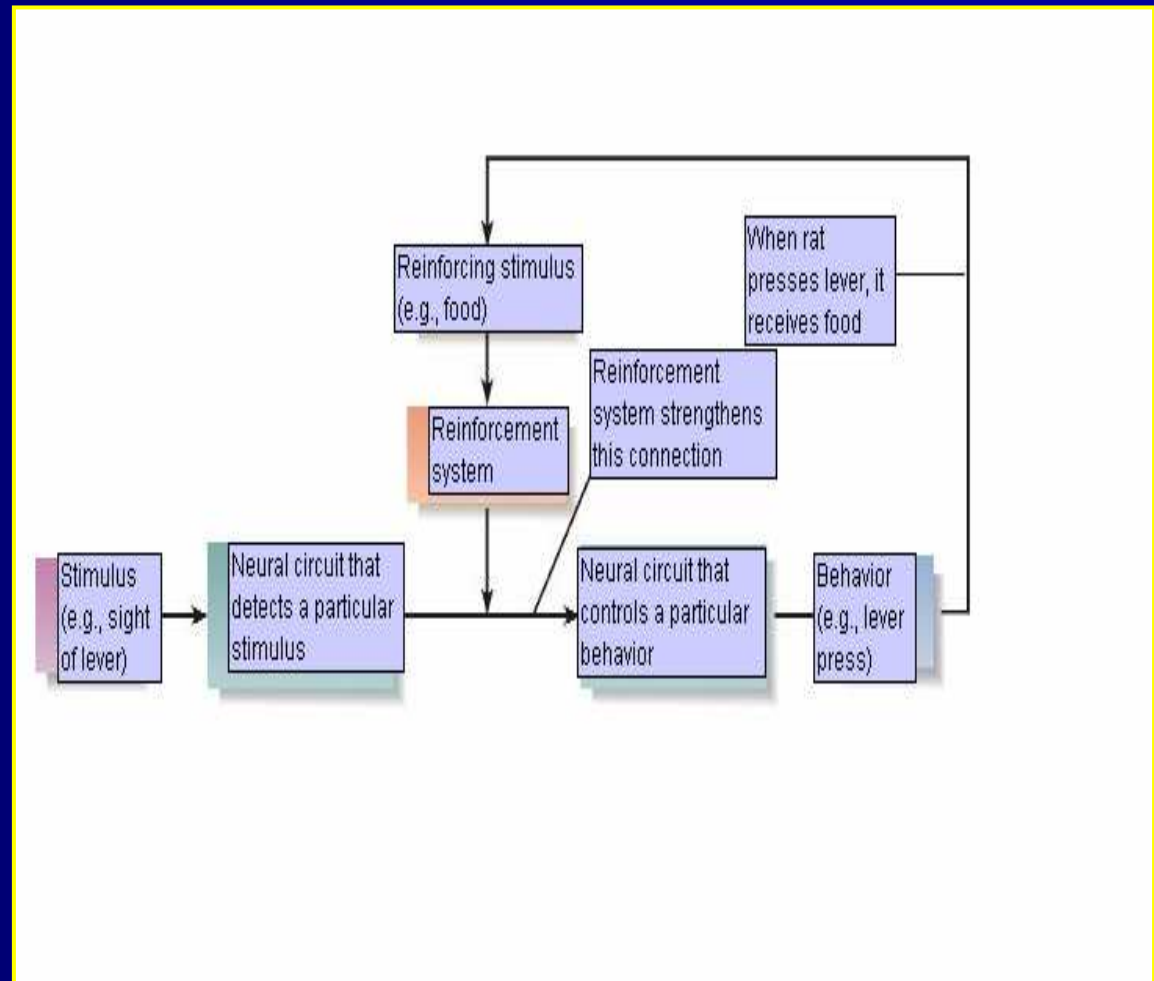 Reinforcing stimulus
(e.g., food)
When rat
presses lever, it
receives food
Reinforcement
system strengthens
this connection
Reinforcement
system
Stimulus
(e.g., sight
of lever)
Neural circuit that
detects a particular
stimulus
Neural circuit that
controls a particular
behavior
Behavior
(e.g., lever
press)